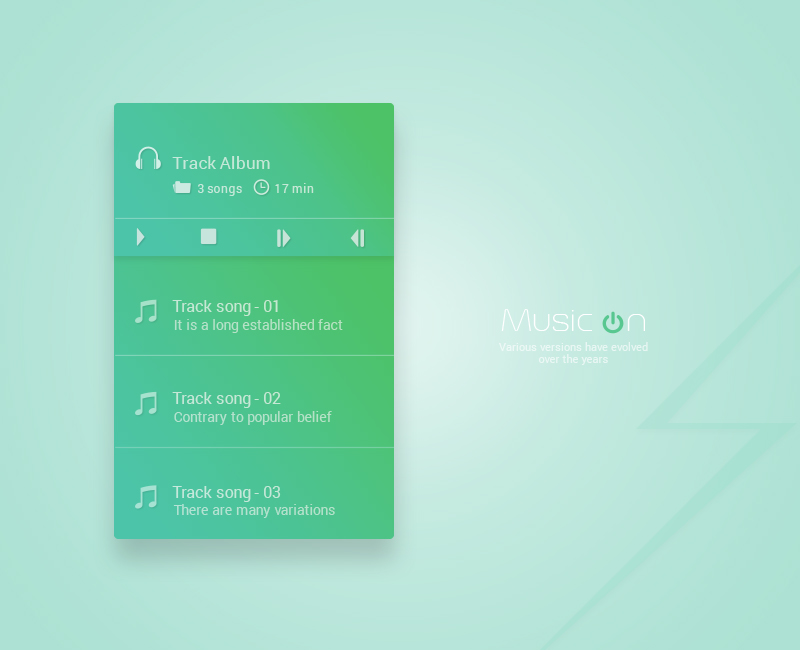 Track Album
3 songs 17 min
Track song - 01
It is a long established fact
Track song - 02
Contrary to popular belief
Track song - 03
There are many variations
Music On
Various versions have evolved
over the years